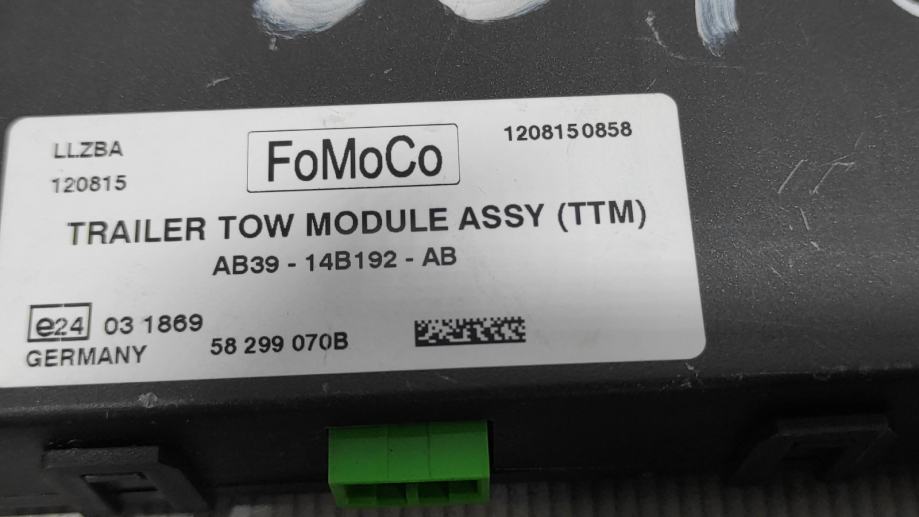 LLZBA
120815
FoMoCo
1208150858
TRAILER TOW MODULE ASSY (TTM)
AB39 - 14B192 - AB
e24 03 1869
GERMANY
58 299 070B